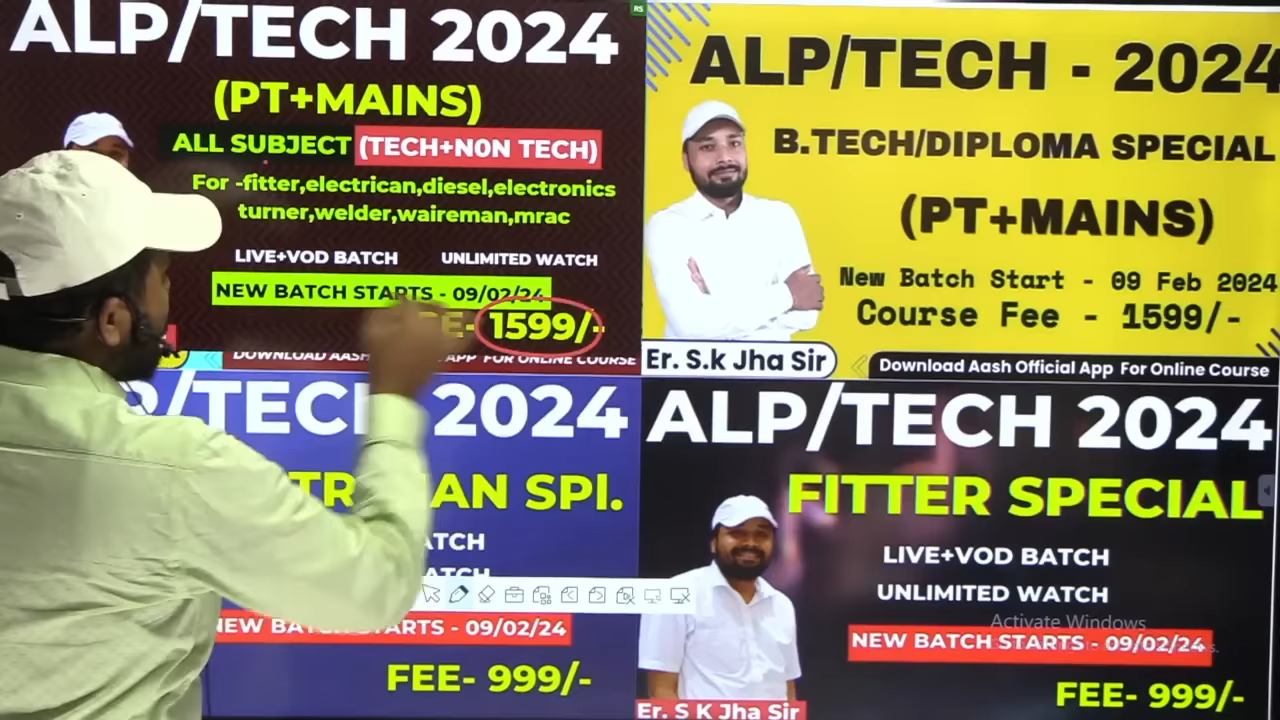 ALP/TECH 2024
(PT+MAINS)
ALL SUBJECT (TECH+N0N TECH)
For -fitter,electrican,diesel,electronics
turner,welder,waireman,mrac
LIVE+VOD BATCH UNLIMITED WATCH
NEW BATCH STARTS - 09/02/24
1599/-
DOWNLOAD APP FOR ONLINE COURSE
RS
ALP/TECH - 2024
B.TECH/DIPLOMA SPECIAL
(PT+MAINS)
New Batch Start - 09 Feb 2024
Course Fee - 1599/-
Er. S.k Jha Sir
Download Aash Official App For Online Course
2024
SPI.
NEW STARTS - 09/02/24
FEE- 999/-
ALP/TECH 2024
FITTER SPECIAL
LIVE+VOD BATCH
UNLIMITED WATCH
Activate Windows
NEW BATCH STARTS - 09/02/24
FEE- 999/-
Er. S K Jha Sir